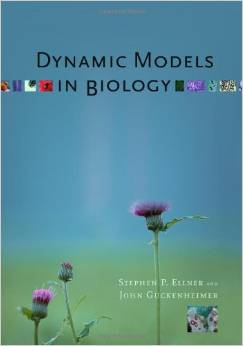 DYNAMIC MODELS
IN BIOLOGY
STEPHEN P. ELLNER AND
JOHN GUCKENHEIMER